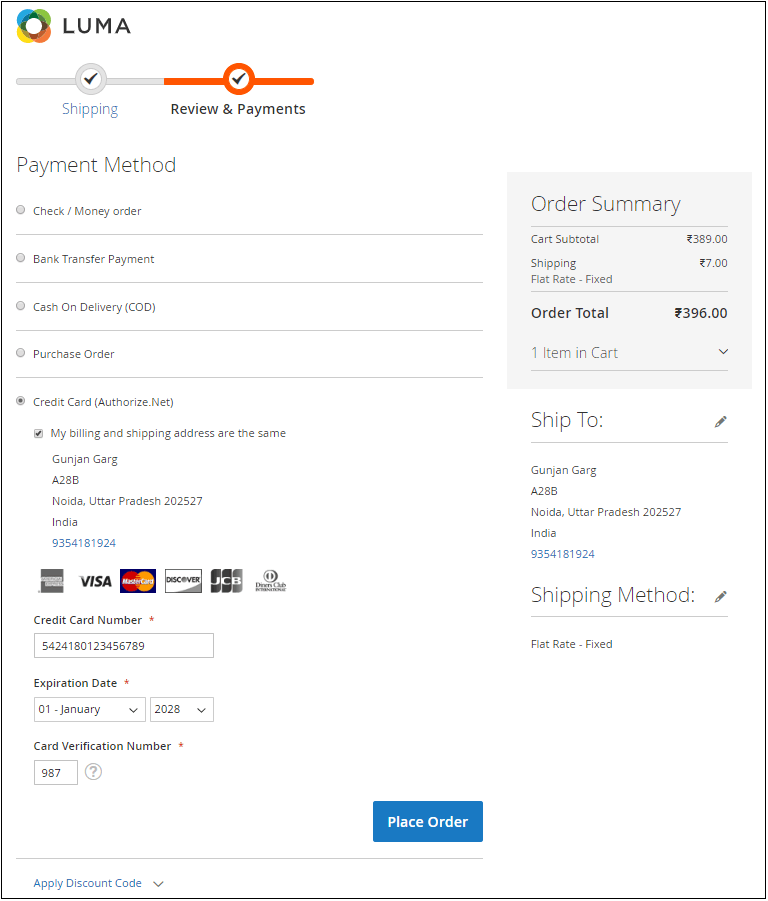 LUMA
Shipping
Review & Payments
Payment Method
Check / Money order
Bank Transfer Payment
Cash On Delivery (COD)
Purchase Order
Credit Card (Authorize.Net)
My billing and shipping address are the same
Gunjan Garg
A28B
Noida, Uttar Pradesh 202527
India
9354181924
AMERICAN EXPRESS VISA MasterCard DISCOVER JCB Diners Club INTERNATIONAL
Credit Card Number *
5424180123456789
Expiration Date *
01 - January 2028
Card Verification Number *
987 ?
Place Order
Apply Discount Code
Order Summary
Cart Subtotal ₹389.00
Shipping ₹7.00
Flat Rate - Fixed
Order Total ₹396.00
1 Item in Cart
Ship To:
Gunjan Garg
A28B
Noida, Uttar Pradesh 202527
India
9354181924
Shipping Method:
Flat Rate - Fixed